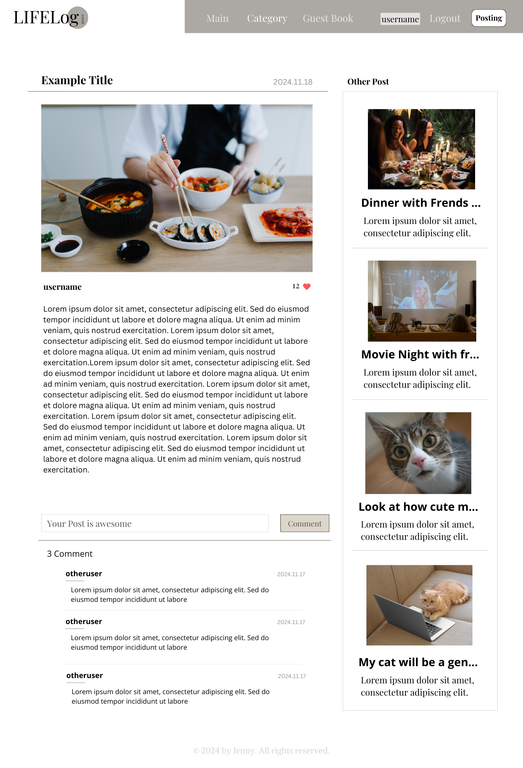 LIFELog
Main Category Guest Book username Logout Posting
Example Title
2024.11.18
username
12
Lorem ipsum dolor sit amet, consectetur adipiscing elit. Sed do eiusmod
tempor incididunt ut labore et dolore magna aliqua. Ut enim ad minim
veniam, quis nostrud exercitation. Lorem ipsum dolor sit amet,
consectetur adipiscing elit. Sed do eiusmod tempor incididunt ut labore
et dolore magna aliqua. Ut enim ad minim veniam, quis nostrud
exercitation.Lorem ipsum dolor sit amet, consectetur adipiscing elit. Sed
do eiusmod tempor incididunt ut labore et dolore magna aliqua. Ut enim
ad minim veniam, quis nostrud exercitation. Lorem ipsum dolor sit amet,
consectetur adipiscing elit. Sed do eiusmod tempor incididunt ut labore
et dolore magna aliqua. Ut enim ad minim veniam, quis nostrud
exercitation. Lorem ipsum dolor sit amet, consectetur adipiscing elit.
Sed do eiusmod tempor incididunt ut labore et dolore magna aliqua. Ut
enim ad minim veniam, quis nostrud exercitation. Lorem ipsum dolor sit
amet, consectetur adipiscing elit. Sed do eiusmod tempor incididunt ut
labore et dolore magna aliqua. Ut enim ad minim veniam, quis nostrud
exercitation.
Your Post is awesome
Comment
3 Comment
otheruser
2024.11.17
Lorem ipsum dolor sit amet, consectetur adipiscing elit. Sed do
eiusmod tempor incididunt ut labore
otheruser
2024.11.17
Lorem ipsum dolor sit amet, consectetur adipiscing elit. Sed do
eiusmod tempor incididunt ut labore
otheruser
2024.11.17
Lorem ipsum dolor sit amet, consectetur adipiscing elit. Sed do
eiusmod tempor incididunt ut labore
Other Post
Dinner with Frends ...
Lorem ipsum dolor sit amet,
consectetur adipiscing elit.
Movie Night with fr...
Lorem ipsum dolor sit amet,
consectetur adipiscing elit.
Look at how cute m...
Lorem ipsum dolor sit amet,
consectetur adipiscing elit.
My cat will be a gen...
Lorem ipsum dolor sit amet,
consectetur adipiscing elit.
© 2024 by Jenny. All rights reserved.